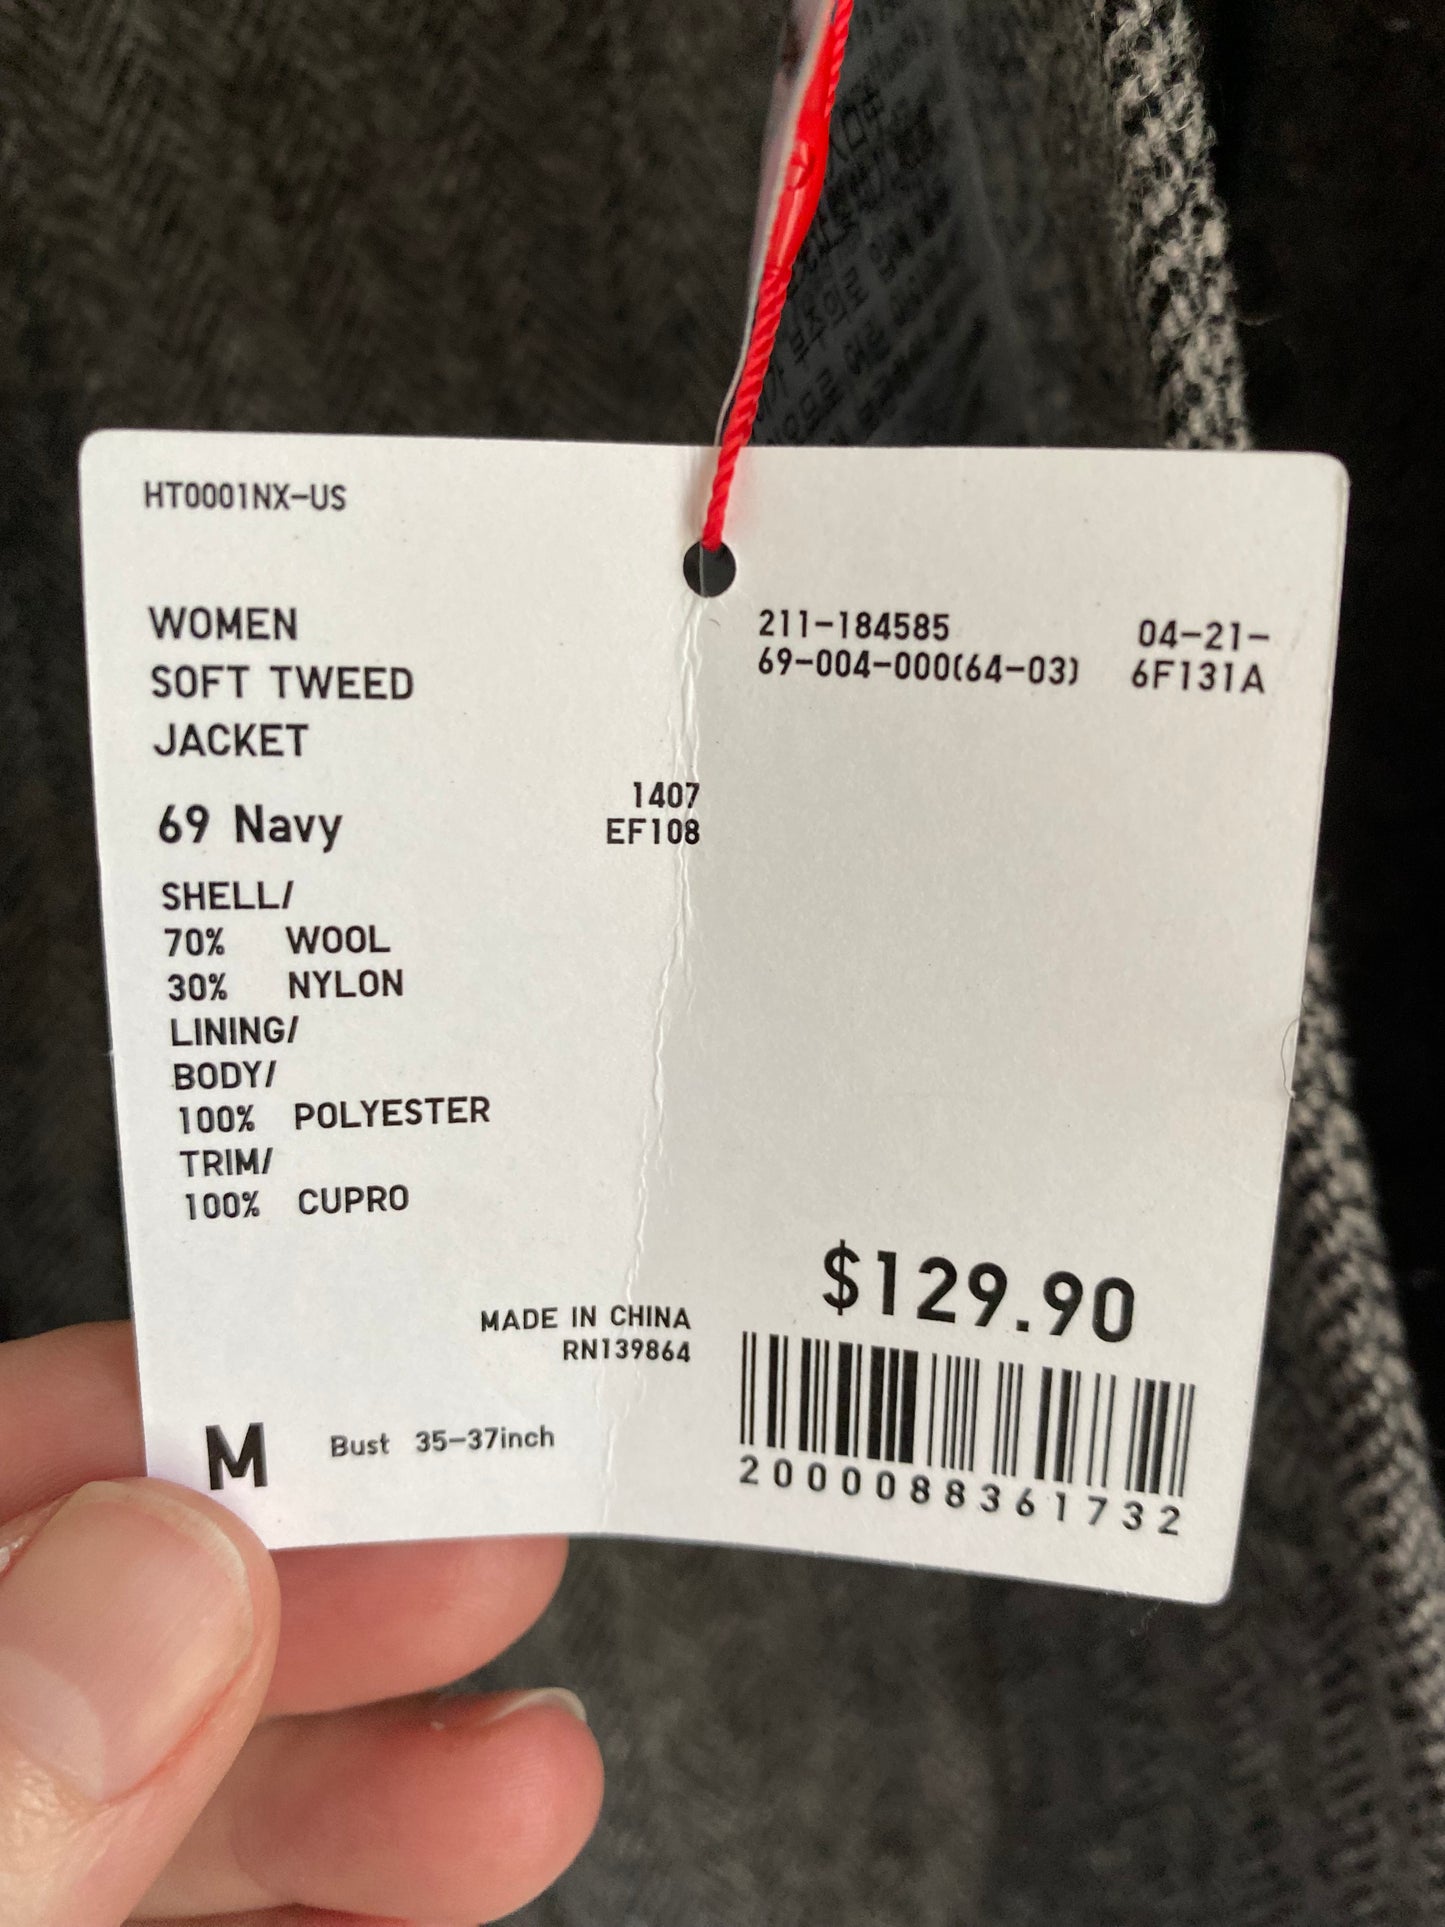 HT0001NX-US
WOMEN
SOFT TWEED
JACKET
69 Navy
1407
EF108
SHELL/
70% WOOL
30% NYLON
LINING/
BODY/
100% POLYESTER
TRIM/
100% CUPRO
MADE IN CHINA
RN139864
M Bust 35-37inch
211-184585 04-21-
69-004-000(64-03) 6F131A
$129.90
2000088361732